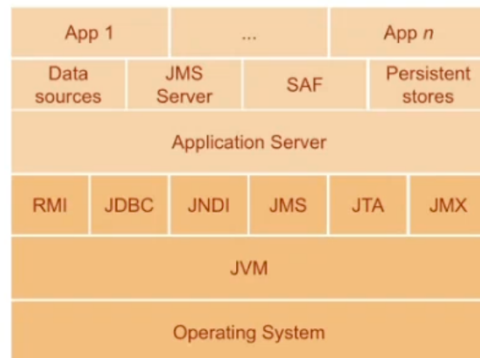 App 1
...
App n
Data
sources
JMS
Server
SAF
Persistent
stores
Application Server
RMI
JDBC
JNDI
JMS
JTA
JMX
JVM
Operating System